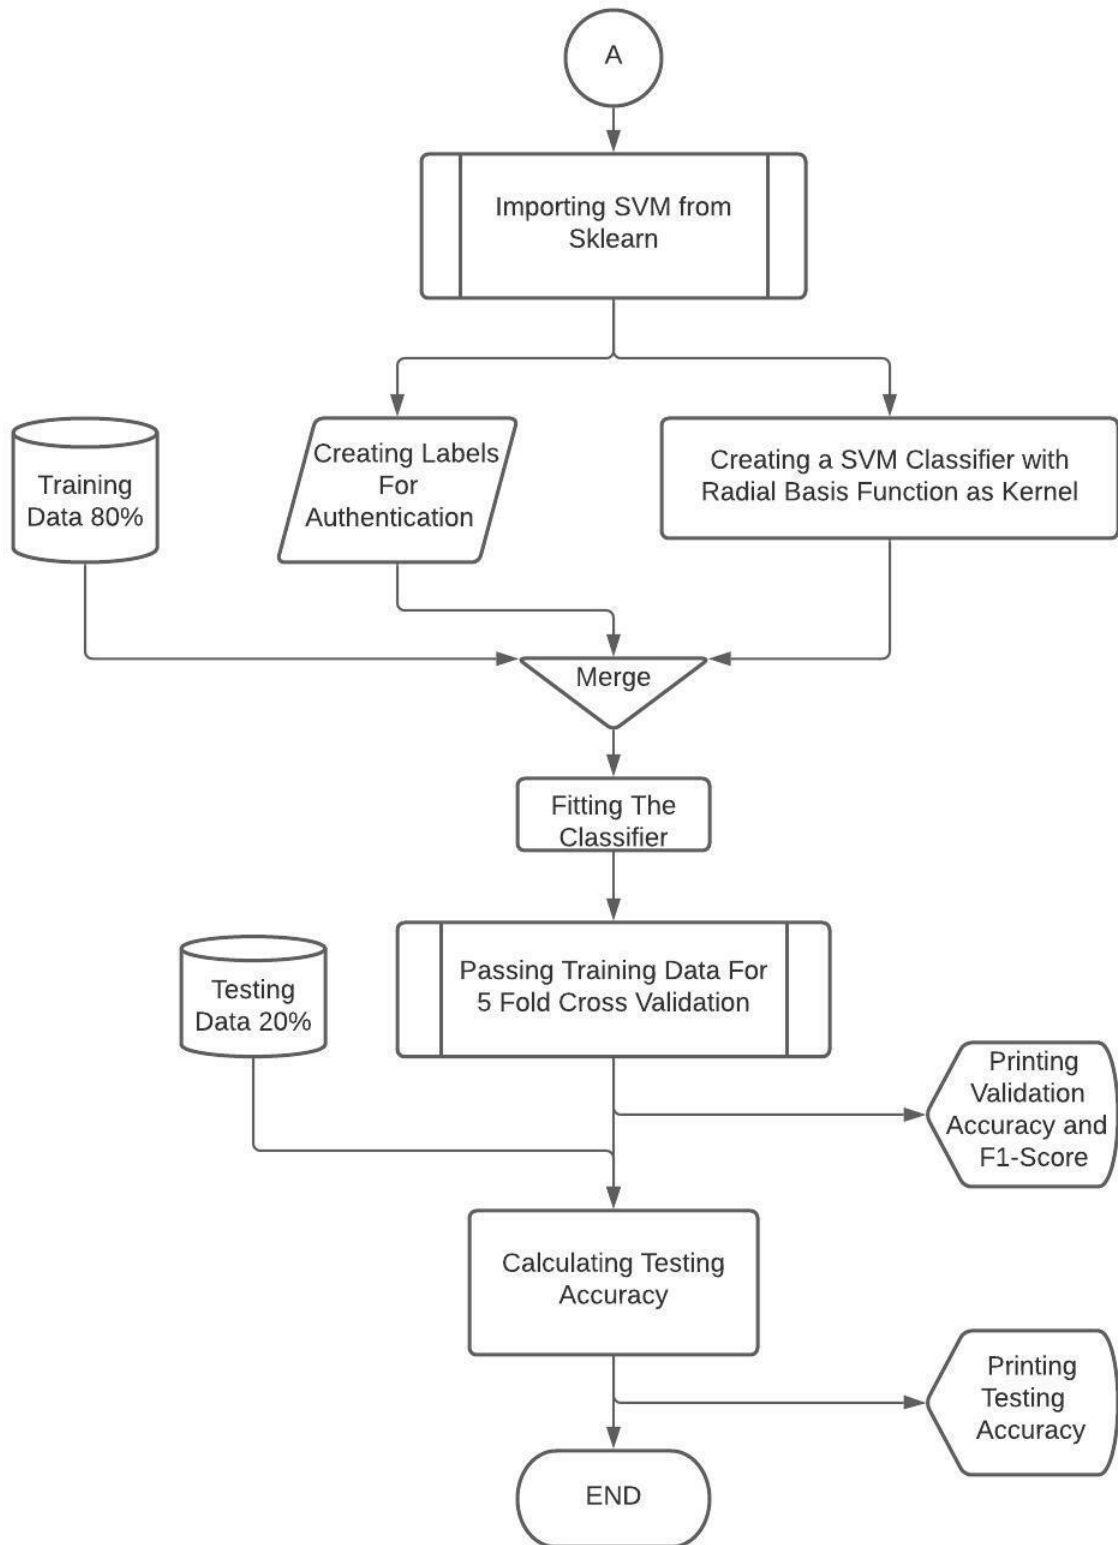 A
Importing SVM from
Sklearn
Training
Data 80%
Creating Labels
For
Authentication
Creating a SVM Classifier with
Radial Basis Function as Kernel
Merge
Fitting The
Classifier
Testing
Data 20%
Passing Training Data For
5 Fold Cross Validation
Printing
Validation
Accuracy and
F1-Score
Calculating Testing
Accuracy
Printing
Testing
Accuracy
END